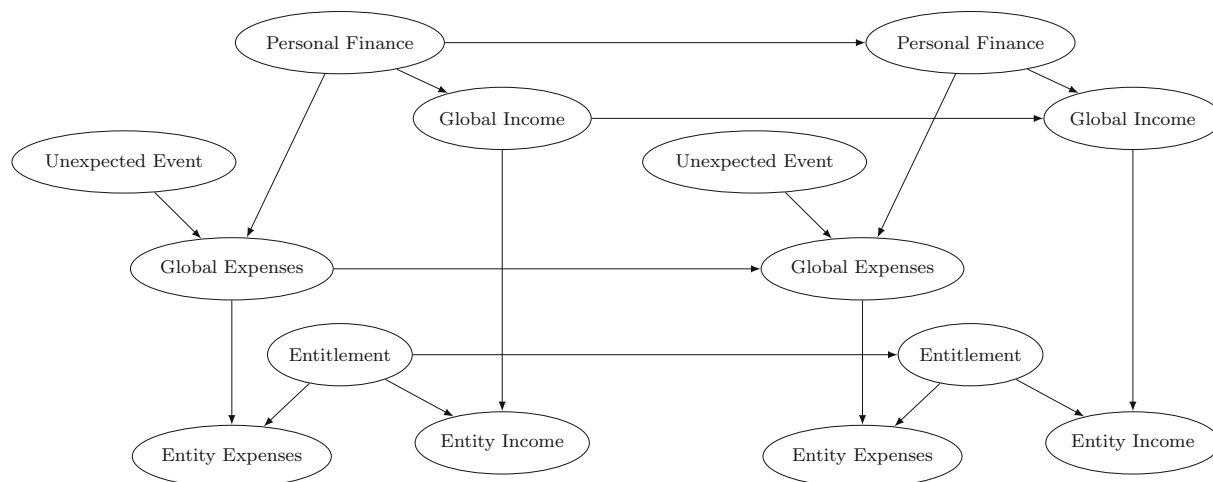 Personal Finance
Personal Finance
Global Income
Global Income
Unexpected Event
Unexpected Event
Global Expenses
Global Expenses
Entitlement
Entitlement
Entity Expenses
Entity Income
Entity Expenses
Entity Income